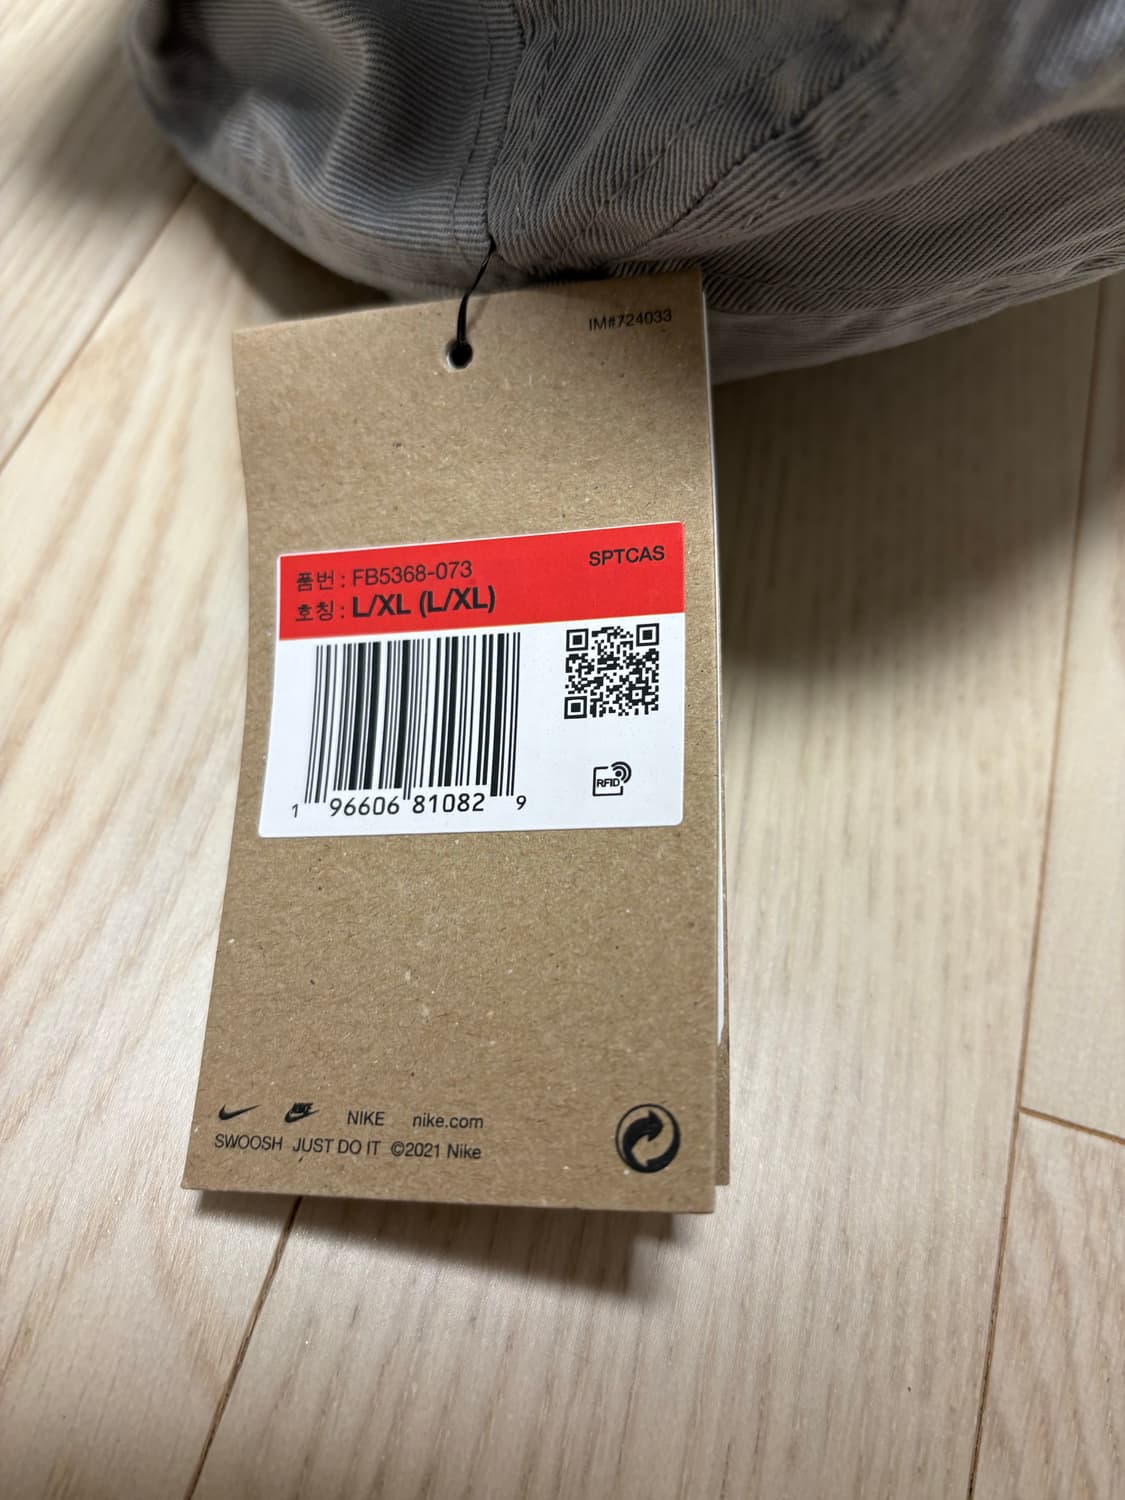 IM#724033
SPTCAS
품번 : FB5368-073
호칭 : L/XL (L/XL)
1 96606 81082 9
RFID
NIKE
NIKE nike.com
SWOOSH JUST DO IT ©2021 Nike